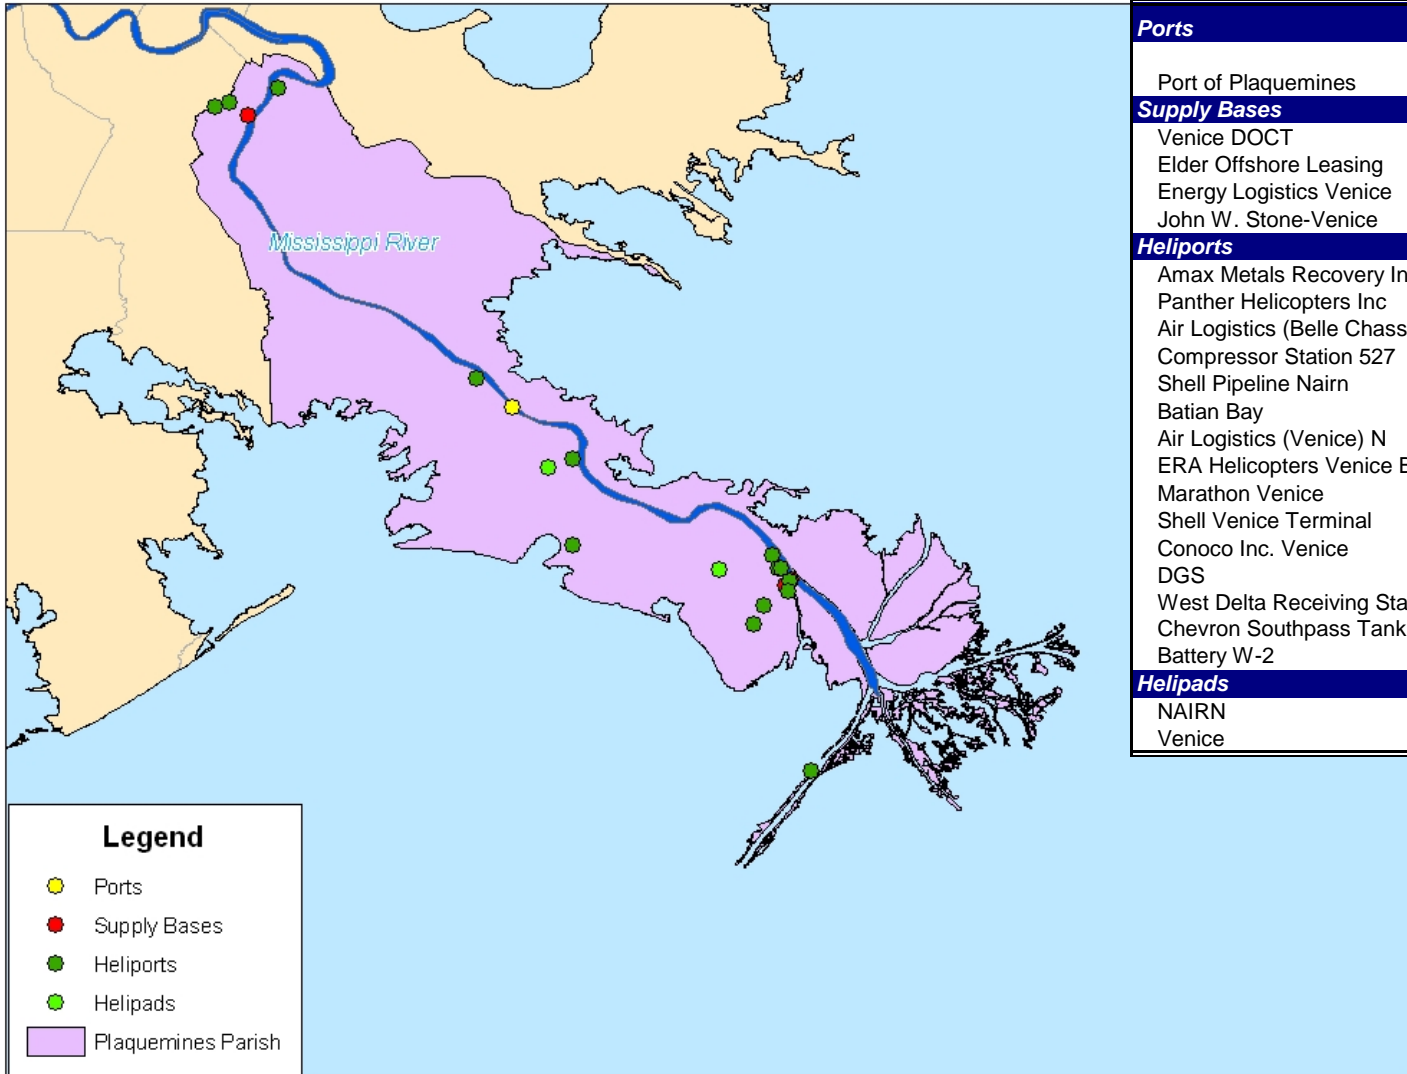 Mississippi River
Legend
Ports
Supply Bases
Heliports
Helipads
Plaquemines Parish
Ports
Port of Plaquemines
Supply Bases
Venice DOCT
Elder Offshore Leasing
Energy Logistics Venice
John W. Stone-Venice
Heliports
Amax Metals Recovery In
Panther Helicopters Inc
Air Logistics (Belle Chass
Compressor Station 527
Shell Pipeline Nairn
Batian Bay
Air Logistics (Venice) N
ERA Helicopters Venice B
Marathon Venice
Shell Venice Terminal
Conoco Inc. Venice
DGS
West Delta Receiving Sta
Chevron Southpass Tank
Battery W-2
Helipads
NAIRN
Venice